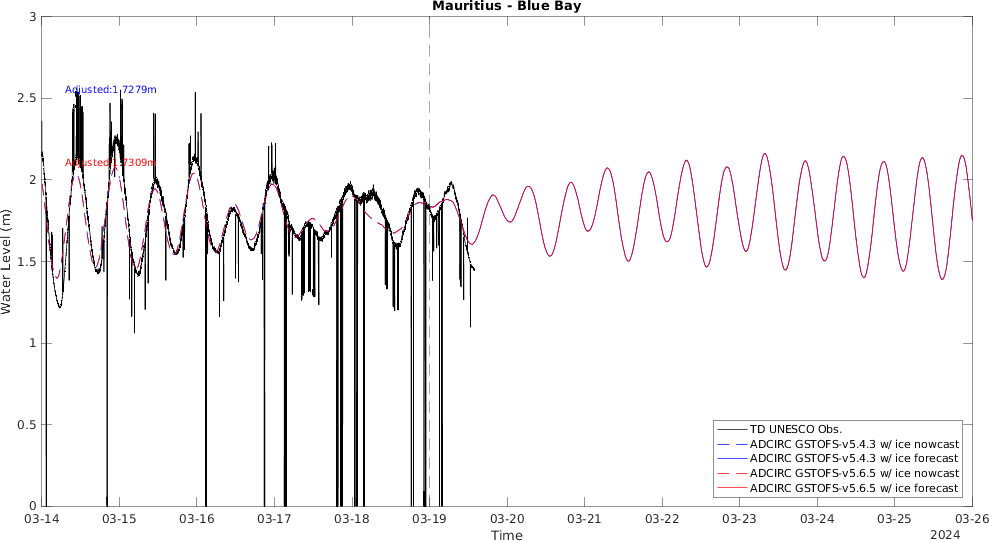 Mauritius - Blue Bay
Water Level (m)
3
2.5
2
1.5
1
0.5
0
Adjusted:1.7279m
Adjusted:1.7309m
TD UNESCO Obs.
ADCIRC GSTOFS-v5.4.3 w/ ice nowcast
ADCIRC GSTOFS-v5.4.3 w/ ice forecast
ADCIRC GSTOFS-v5.6.5 w/ ice nowcast
ADCIRC GSTOFS-v5.6.5 w/ ice forecast
03-14 03-15 03-16 03-17 03-18 03-19 03-20 03-21 03-22 03-23 03-24 03-25 03-26
Time
2024